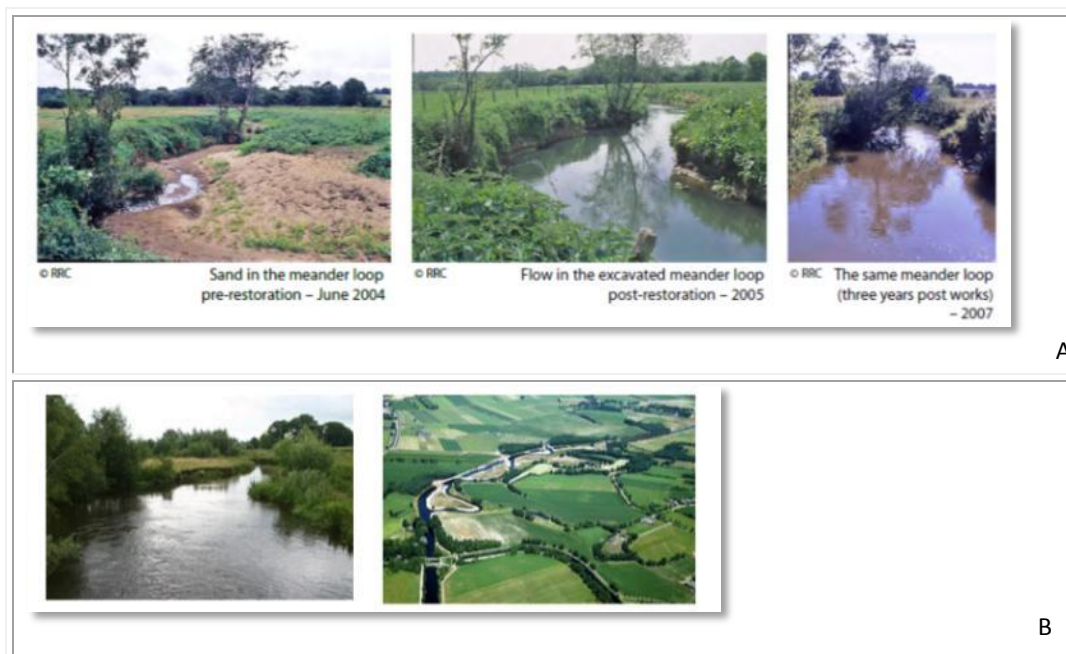 © RRC
Sand in the meander loop
pre-restoration – June 2004
© RRC
Flow in the excavated meander loop
post-restoration – 2005
© RRC
The same meander loop
(three years post works)
– 2007
A
B